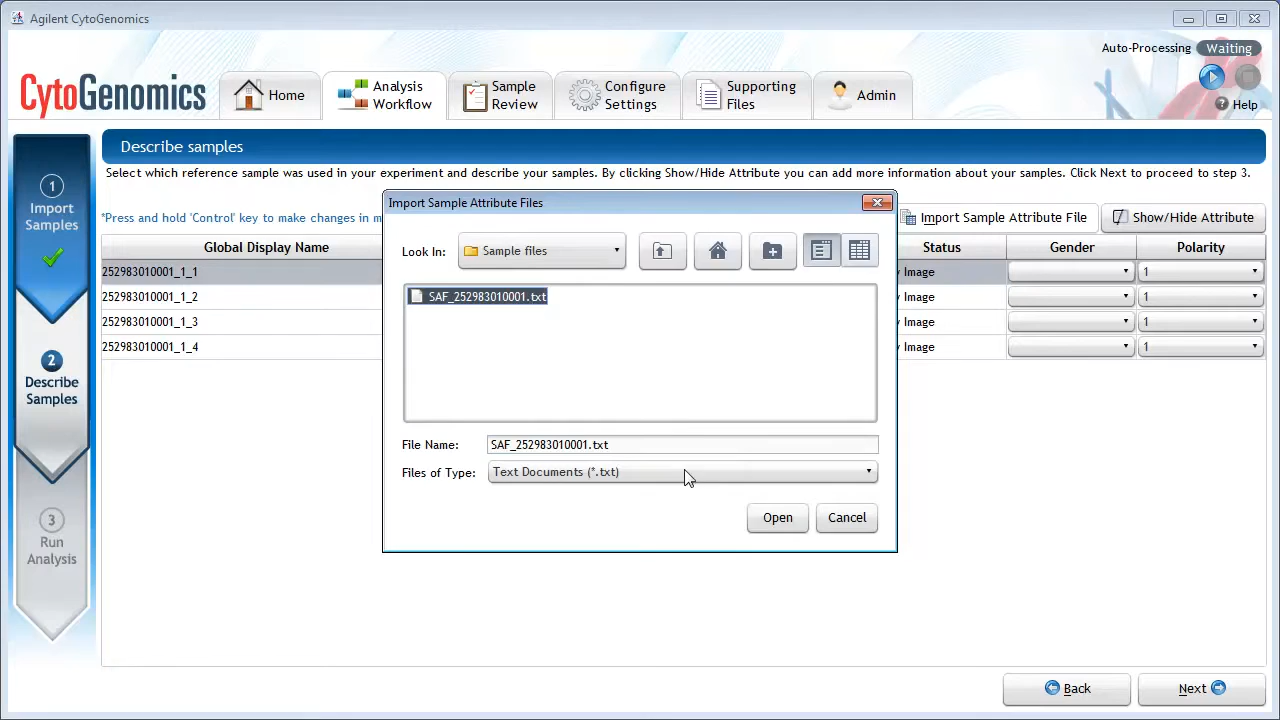 Agilent CytoGenomics
Auto-Processing Waiting
CytoGenomics
Home
Analysis
Workflow
Sample
Review
Configure
Settings
Supporting
Files
Admin
? Help
Describe samples
Select which reference sample was used in your experiment and describe your samples. By clicking Show/Hide Attribute you can add more information about your samples. Click Next to proceed to step 3.
*Press and hold 'Control' key to make changes in m
Import Sample Attribute File
Show/Hide Attribute
Global Display Name
Status
Gender
Polarity
252983010001_1_1
Image
1
252983010001_1_2
Image
1
252983010001_1_3
Image
1
252983010001_1_4
Image
1
1
Import
Samples
2
Describe
Samples
3
Run
Analysis
Import Sample Attribute Files
Look In:
Sample files
SAF_252983010001.txt
File Name:
SAF_252983010001.txt
Files of Type:
Text Documents (*.txt)
Open
Cancel
Back
Next